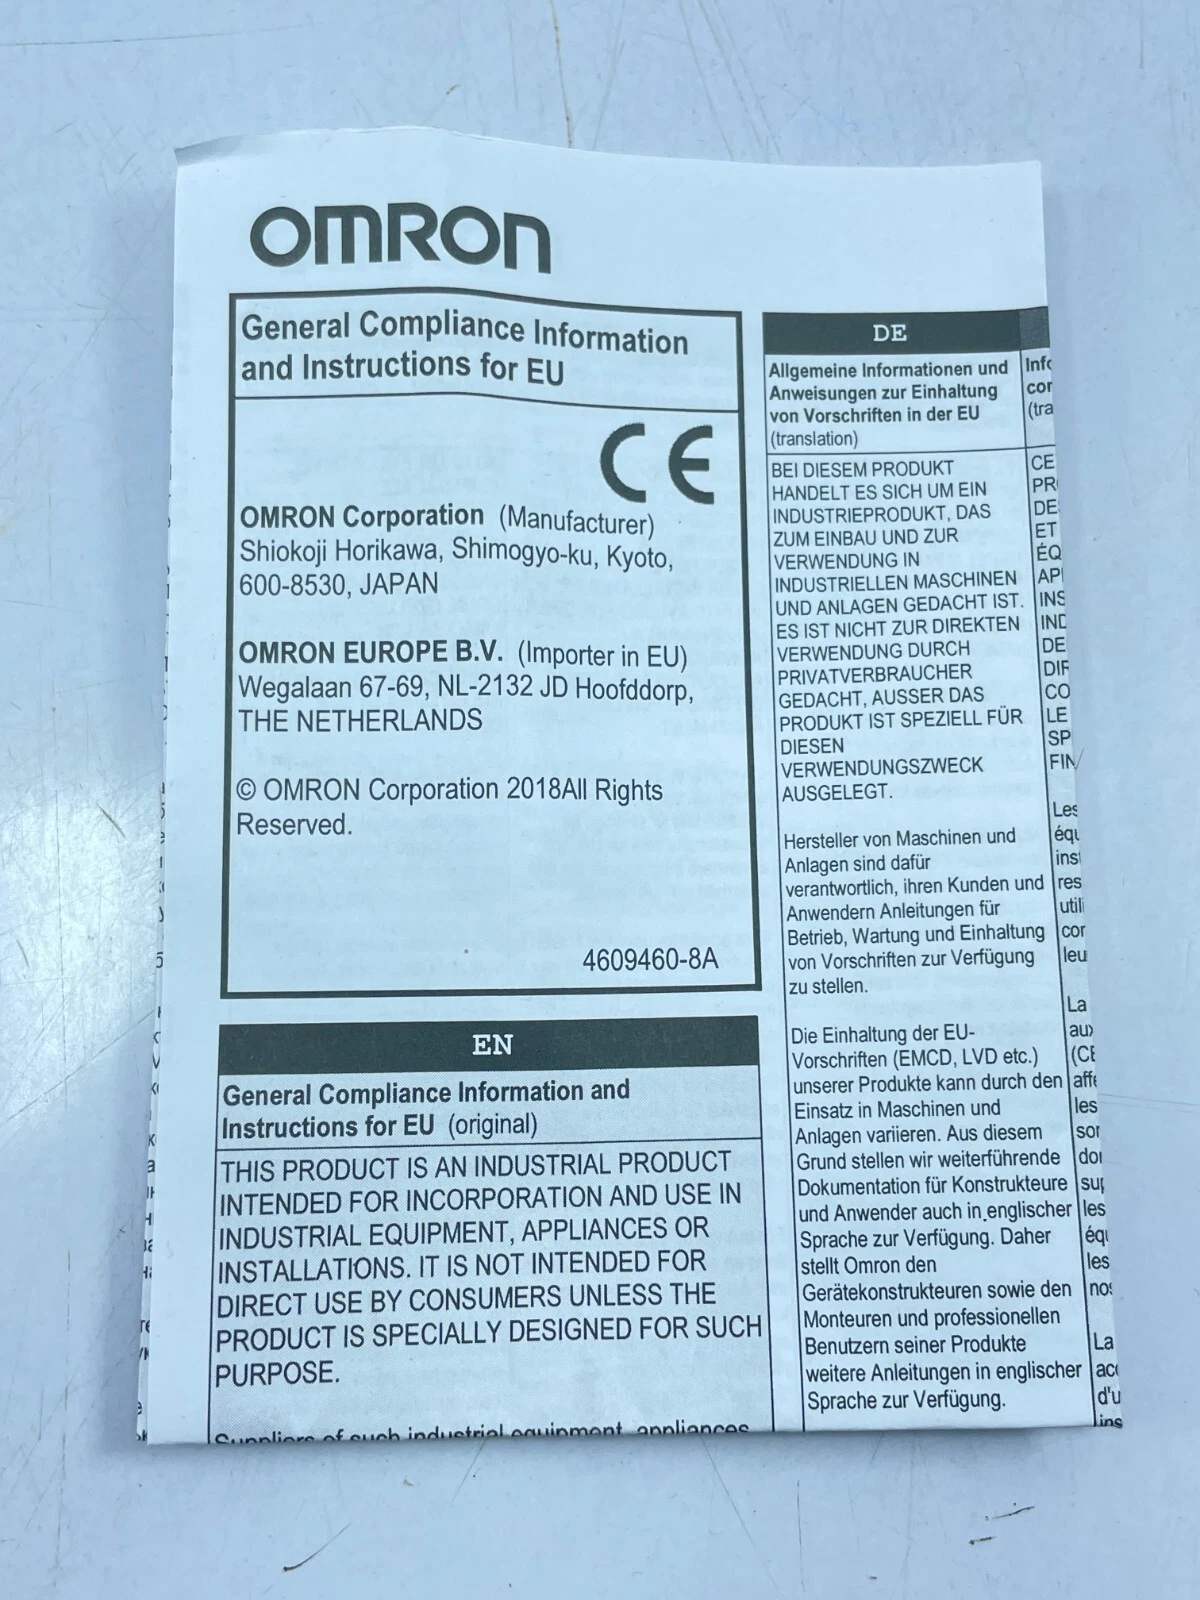 OMRON
General Compliance Information
and Instructions for EU
CE
OMRON Corporation (Manufacturer)
Shiokoji Horikawa, Shimogyo-ku, Kyoto,
600-8530, JAPAN
OMRON EUROPE B.V. (Importer in EU)
Wegalaan 67-69, NL-2132 JD Hoofddorp,
THE NETHERLANDS
© OMRON Corporation 2018All Rights
Reserved.
4609460-8A
EN
General Compliance Information and
Instructions for EU (original)
THIS PRODUCT IS AN INDUSTRIAL PRODUCT
INTENDED FOR INCORPORATION AND USE IN
INDUSTRIAL EQUIPMENT, APPLIANCES OR
INSTALLATIONS. IT IS NOT INTENDED FOR
DIRECT USE BY CONSUMERS UNLESS THE
PRODUCT IS SPECIALLY DESIGNED FOR SUCH
PURPOSE.
Suppliers of such industrial equipment, appliances
DE
Allgemeine Informationen und
Anweisungen zur Einhaltung
von Vorschriften in der EU
(translation)
BEI DIESEM PRODUKT
HANDELT ES SICH UM EIN
INDUSTRIEPRODUKT, DAS
ZUM EINBAU UND ZUR
VERWENDUNG IN
INDUSTRIELLEN MASCHINEN
UND ANLAGEN GEDACHT IST.
ES IST NICHT ZUR DIREKTEN
VERWENDUNG DURCH
PRIVATVERBRAUCHER
GEDACHT, AUSSER DAS
PRODUKT IST SPEZIELL FÜR
DIESEN
VERWENDUNGSZWECK
AUSGELEGT.
Hersteller von Maschinen und
Anlagen sind dafür
verantwortlich, ihren Kunden und
Anwendern Anleitungen für
Betrieb, Wartung und Einhaltung
von Vorschriften zur Verfügung
zu stellen.
Die Einhaltung der EU-
Vorschriften (EMCD, LVD etc.)
unserer Produkte kann durch den
Einsatz in Maschinen und
Anlagen variieren. Aus diesem
Grund stellen wir weiterführende
Dokumentation für Konstrukteure
und Anwender auch in englischer
Sprache zur Verfügung. Daher
stellt Omron den
Gerätekonstrukteuren sowie den
Monteuren und professionellen
Benutzern seiner Produkte
weitere Anleitungen in englischer
Sprache zur Verfügung.